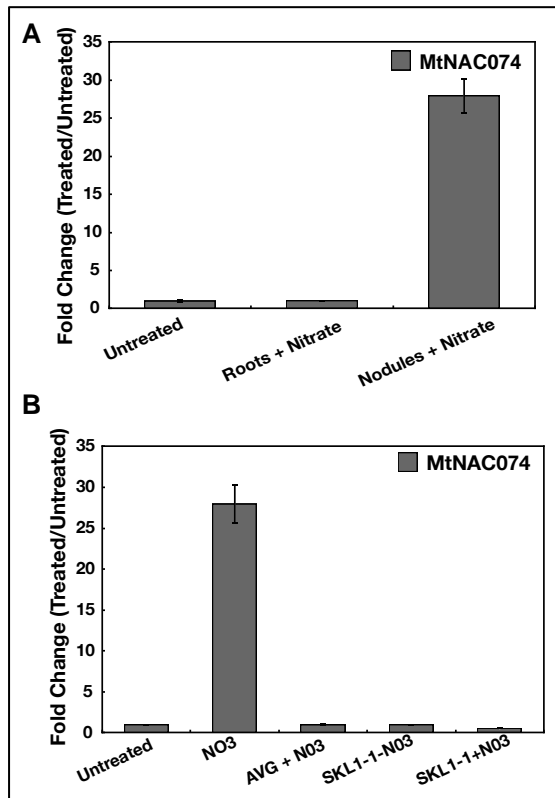 A
Fold Change (Treated/Untreated)
35
30
25
20
15
10
5
0
MtNAC074
Untreated
Roots + Nitrate
Nodules + Nitrate
B
Fold Change (Treated/Untreated)
35
30
25
20
15
10
5
0
MtNAC074
Untreated
NO3
AVG + N03
SKL1-1-N03
SKL1-1+N03